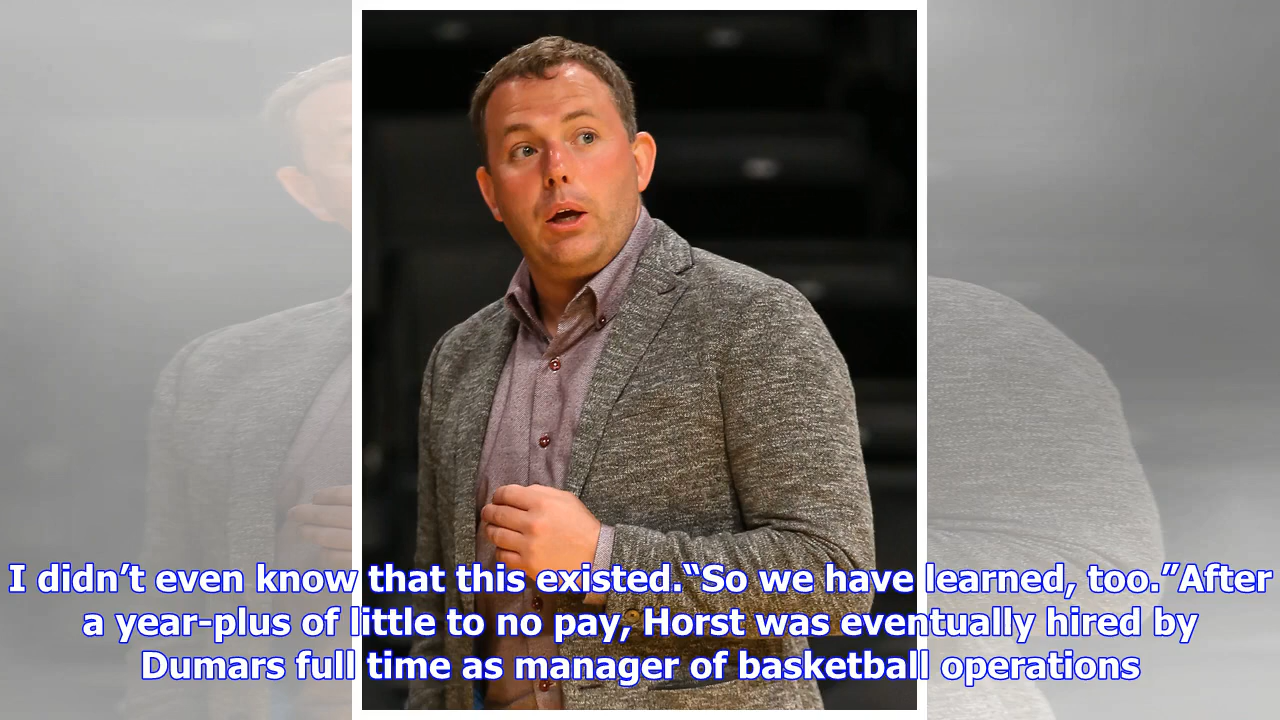 I didn’t even know that this existed.“So we have learned, too.”After
a year-plus of little to no pay, Horst was eventually hired by
Dumars full time as manager of basketball operations